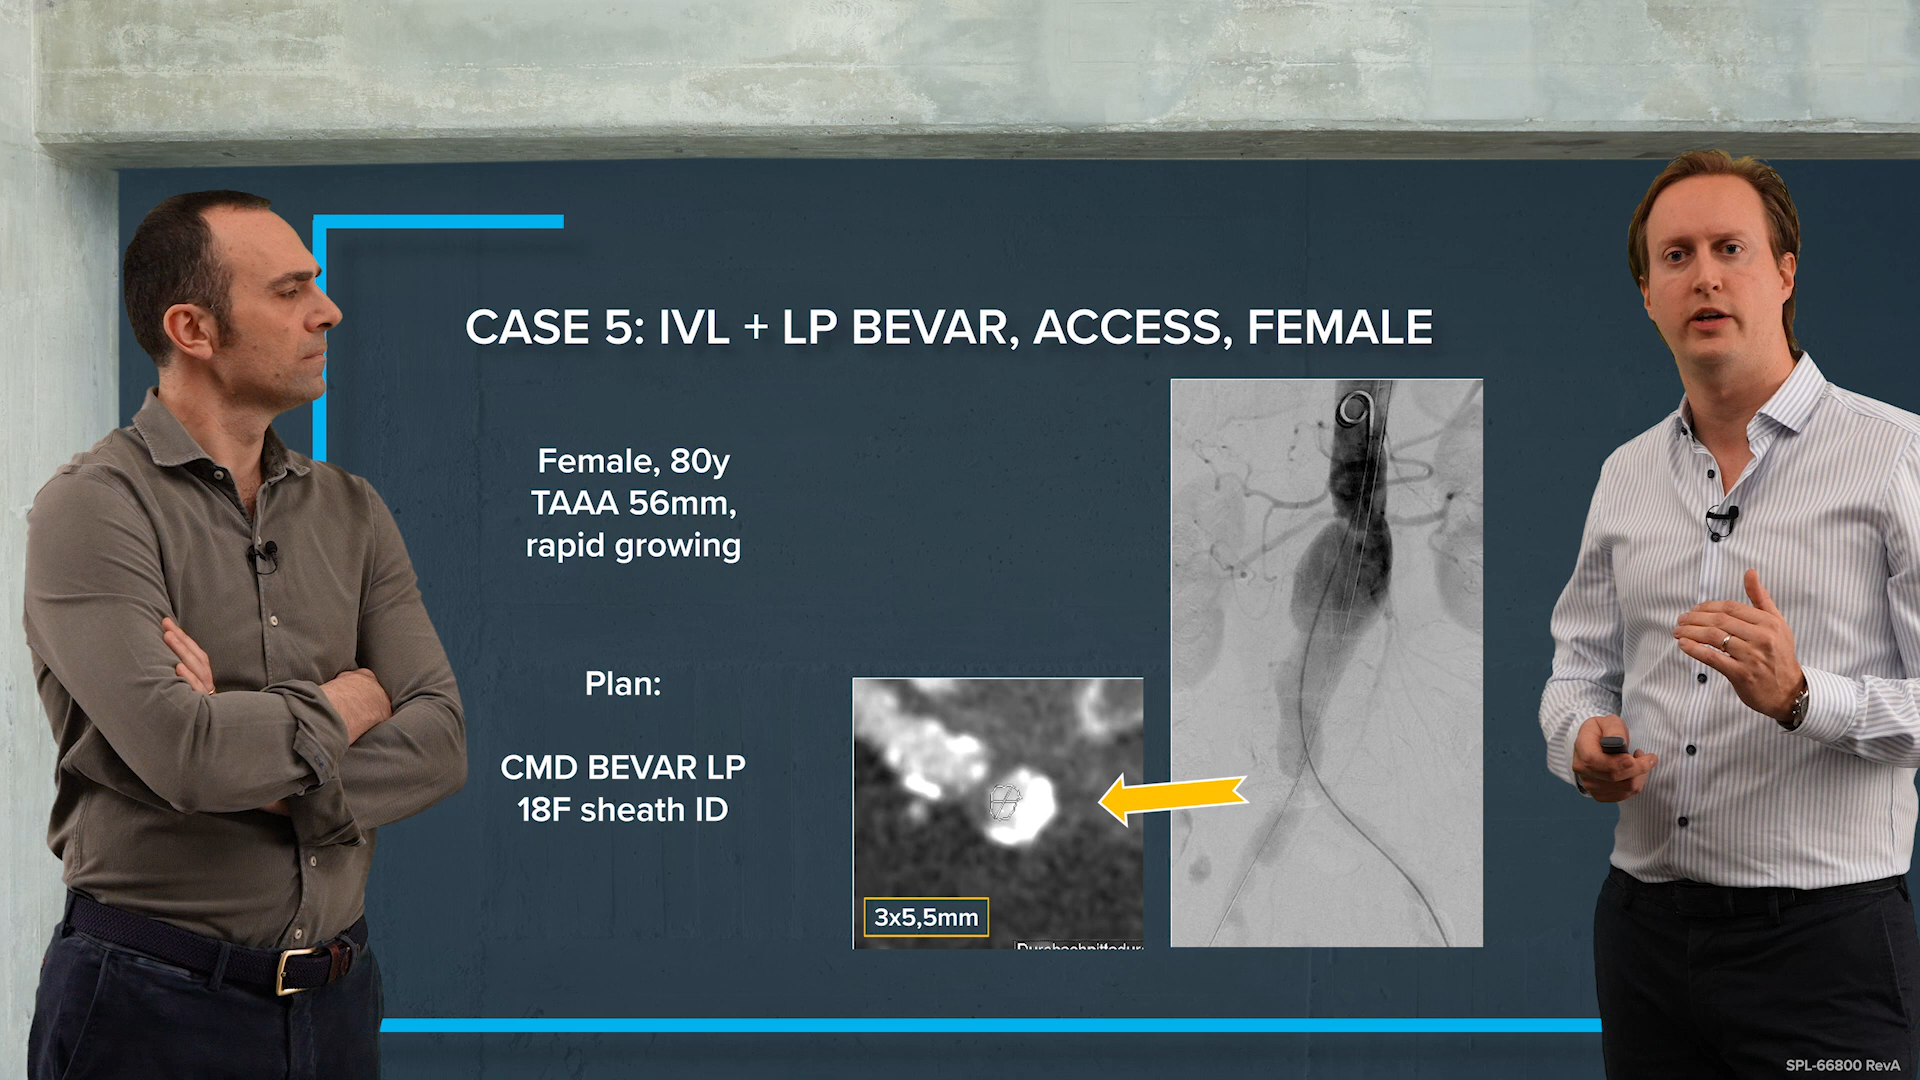 CASE 5: IVL + LP BEVAR, ACCESS, FEMALE
Female, 80y
TAAA 56mm,
rapid growing
Plan:
CMD BEVAR LP
18F sheath ID
3x5,5mm
SPL-66800 RevA